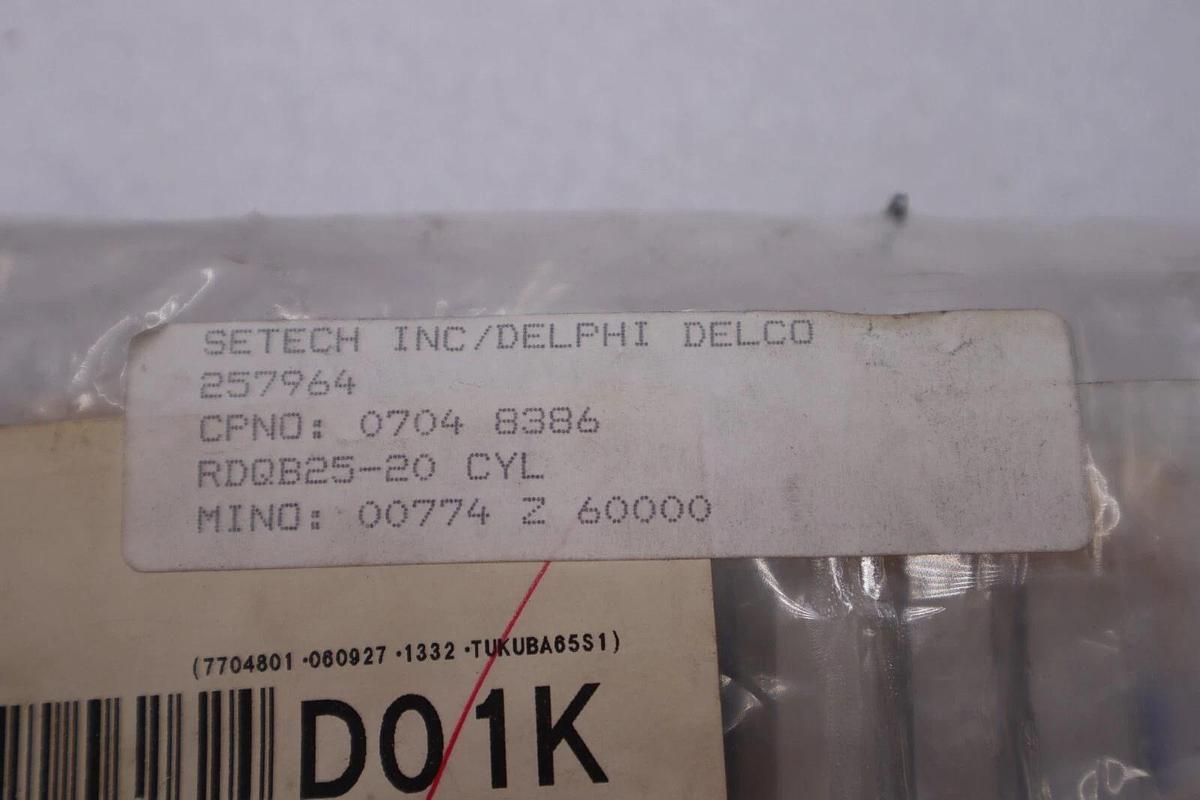 SETECH INC/DELPHI DELCO
257964
CPNO: 0704 8386
RDQB25-20 CYL
MINO: 00774 Z 60000
(7704801 ·060927 ·1332 ·TUKUBA65S1)
D01K